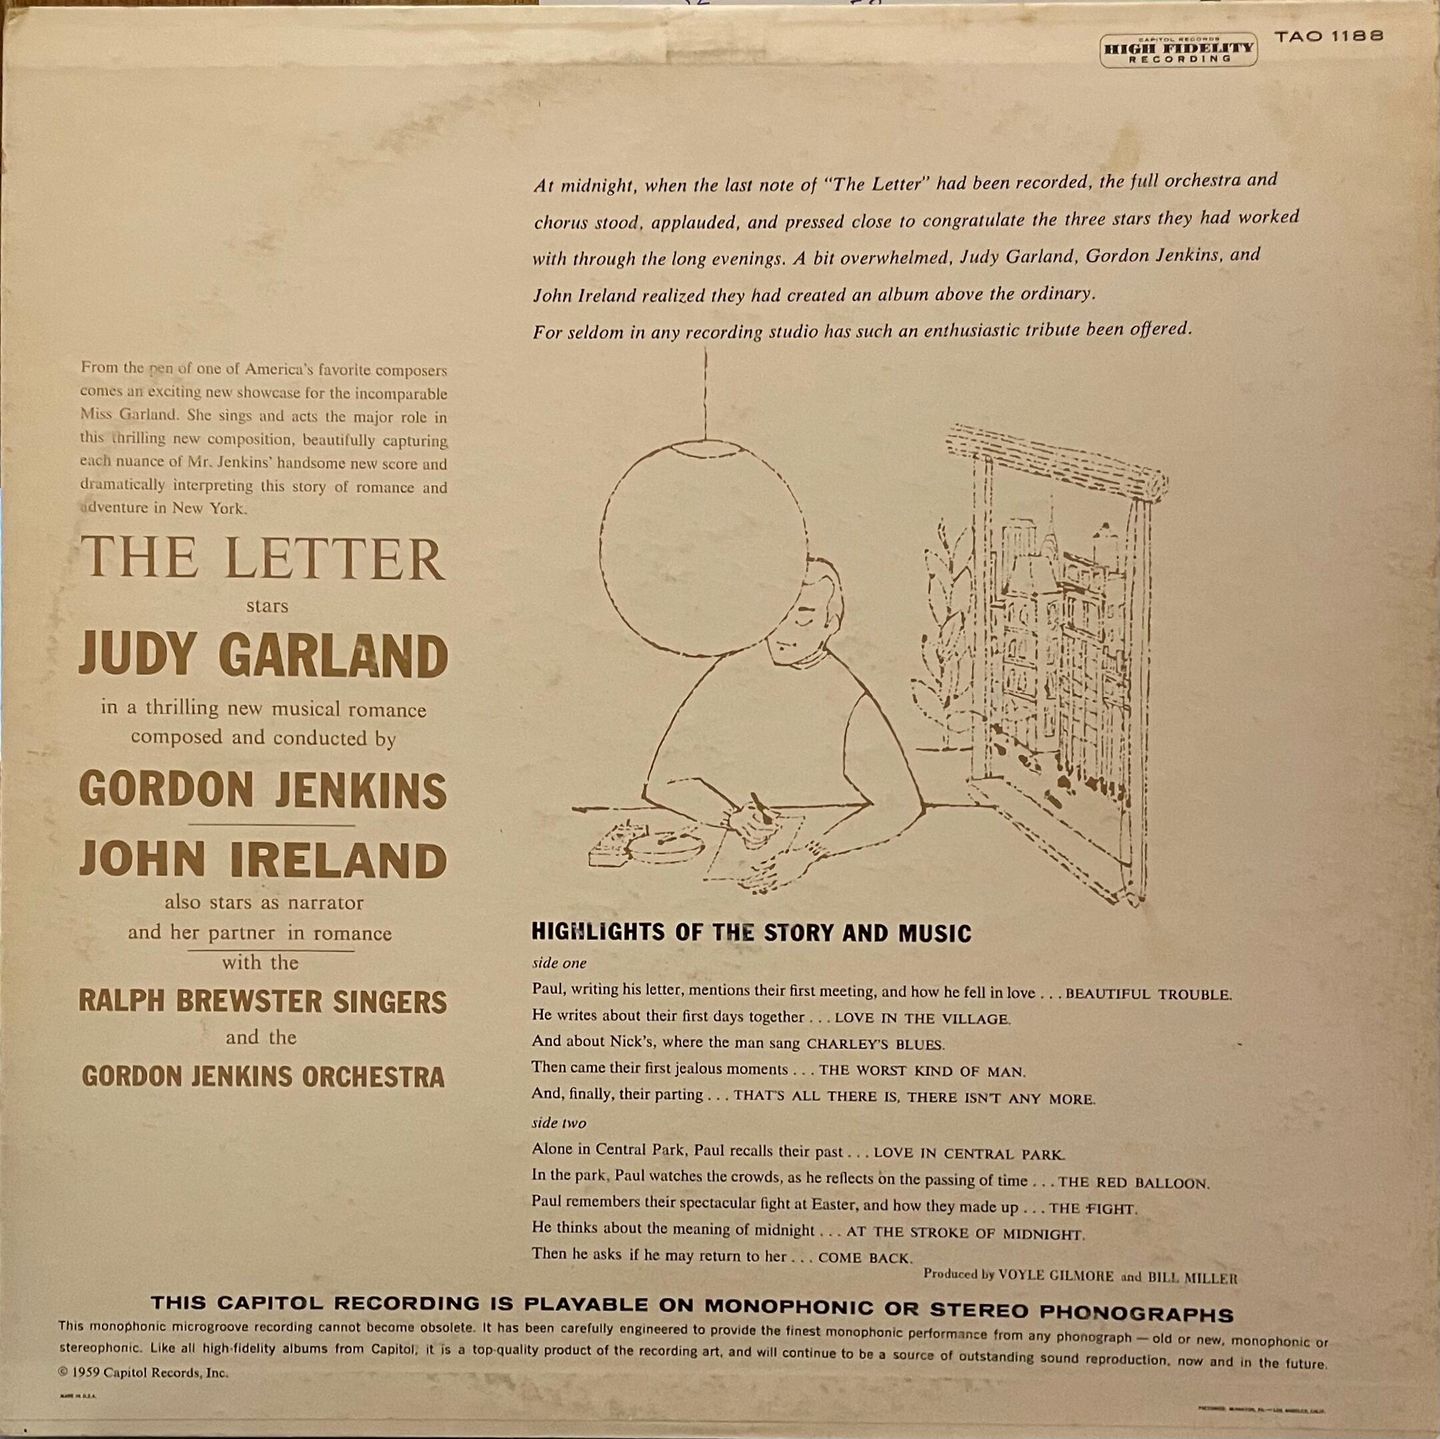 CAPITOL RECORDS
HIGH FIDELITY
RECORDING
TAO 1188
At midnight, when the last note of “The Letter” had been recorded, the full orchestra and
chorus stood, applauded, and pressed close to congratulate the three stars they had worked
with through the long evenings. A bit overwhelmed, Judy Garland, Gordon Jenkins, and
John Ireland realized they had created an album above the ordinary.
For seldom in any recording studio has such an enthusiastic tribute been offered.
From the pen of one of America’s favorite composers
comes an exciting new showcase for the incomparable
Miss Garland. She sings and acts the major role in
this thrilling new composition, beautifully capturing
each nuance of Mr. Jenkins’ handsome new score and
dramatically interpreting this story of romance and
adventure in New York.
THE LETTER
stars
JUDY GARLAND
in a thrilling new musical romance
composed and conducted by
GORDON JENKINS
JOHN IRELAND
also stars as narrator
and her partner in romance
with the
RALPH BREWSTER SINGERS
and the
GORDON JENKINS ORCHESTRA
HIGHLIGHTS OF THE STORY AND MUSIC
side one
Paul, writing his letter, mentions their first meeting, and how he fell in love . . . BEAUTIFUL TROUBLE.
He writes about their first days together . . . LOVE IN THE VILLAGE.
And about Nick’s, where the man sang CHARLEY’S BLUES.
Then came their first jealous moments . . . THE WORST KIND OF MAN.
And, finally, their parting . . . THAT’S ALL THERE IS, THERE ISN’T ANY MORE.
side two
Alone in Central Park, Paul recalls their past . . . LOVE IN CENTRAL PARK.
In the park, Paul watches the crowds, as he reflects on the passing of time . . . THE RED BALLOON.
Paul remembers their spectacular fight at Easter, and how they made up . . . THE FIGHT.
He thinks about the meaning of midnight . . . AT THE STROKE OF MIDNIGHT.
Then he asks if he may return to her . . . COME BACK.
Produced by VOYLE GILMORE and BILL MILLER
THIS CAPITOL RECORDING IS PLAYABLE ON MONOPHONIC OR STEREO PHONOGRAPHS
This monophonic microgroove recording cannot become obsolete. It has been carefully engineered to provide the finest monophonic performance from any phonograph — old or new, monophonic or
stereophonic. Like all high-fidelity albums from Capitol, it is a top-quality product of the recording art, and will continue to be a source of outstanding sound reproduction, now and in the future.
© 1959 Capitol Records, Inc.
MADE IN U.S.A.